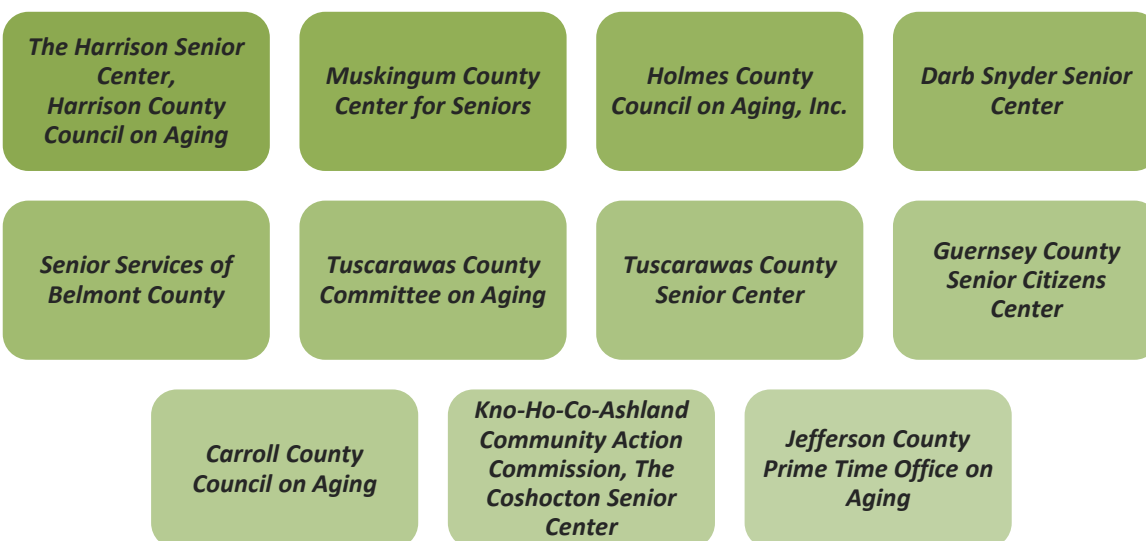 The Harrison Senior
Center,
Harrison County
Council on Aging
Muskingum County
Center for Seniors
Holmes County
Council on Aging, Inc.
Darb Snyder Senior
Center
Senior Services of
Belmont County
Tuscarawas County
Committee on Aging
Tuscarawas County
Senior Center
Guernsey County
Senior Citizens
Center
Carroll County
Council on Aging
Kno-Ho-Co-Ashland
Community Action
Commission, The
Coshocton Senior
Center
Jefferson County
Prime Time Office on
Aging